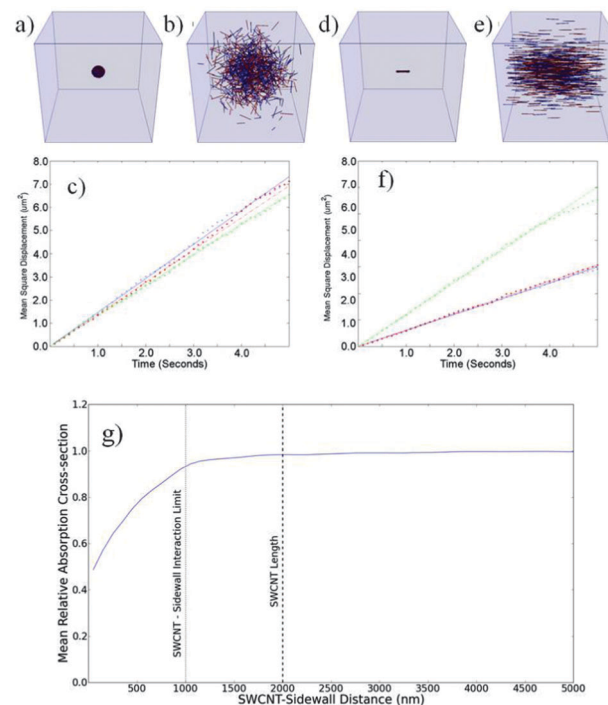 a)
b)
d)
e)
c)
8.0
7.0
6.0
5.0
4.0
3.0
2.0
1.0
0.0
1.0 2.0 3.0 4.0
Mean Square Displacement (μm²)
Time (Seconds)
f)
8.0
7.0
6.0
5.0
4.0
3.0
2.0
1.0
0.0
1.0 2.0 3.0 4.0
Mean Square Displacement (μm²)
Time (Seconds)
g)
1.2
1.0
0.8
0.6
0.4
0.2
0.0
500 1000 1500 2000 2500 3000 3500 4000 4500 5000
Mean Relative Absorption Cross-section
SWCNT - Sidewall Interaction Limit
SWCNT Length
SWCNT-Sidewall Distance (nm)